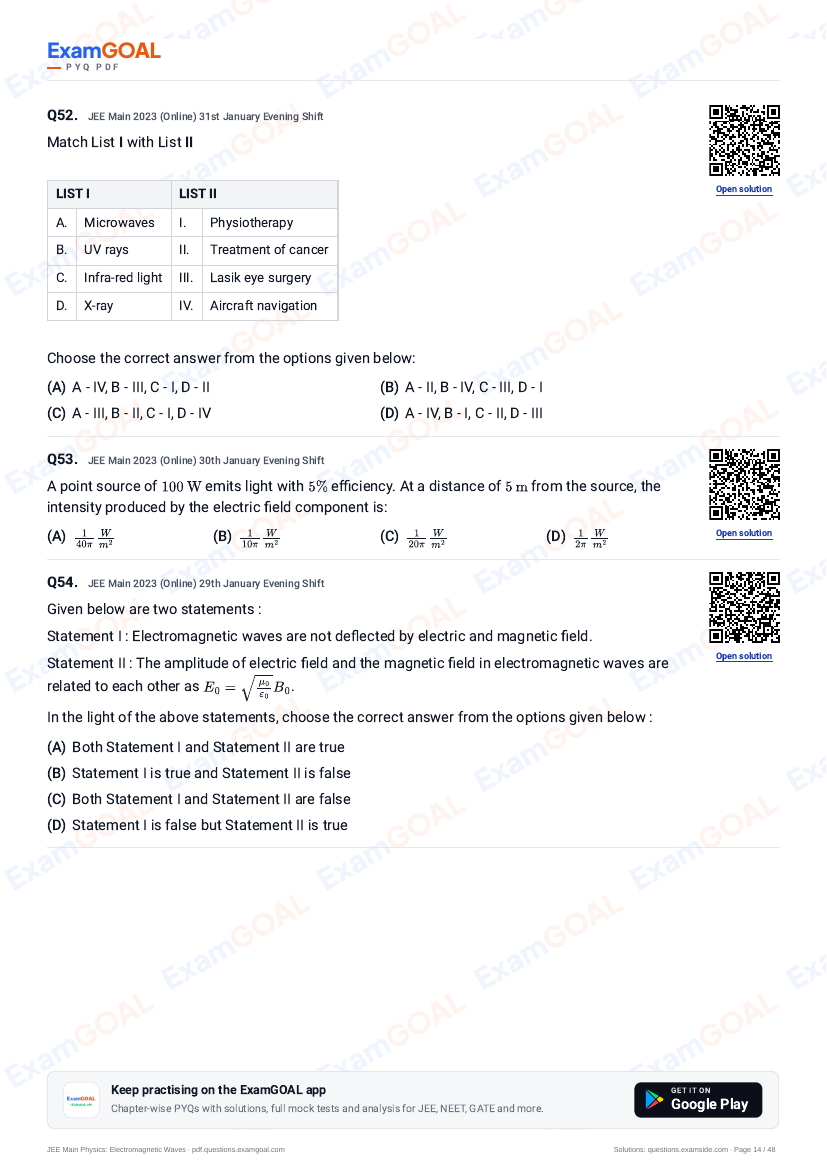 ExamGOAL
PYQ PDF
Q52. JEE Main 2023 (Online) 31st January Evening Shift
Match List I with List II
Open solution
LIST I LIST II
A. Microwaves I. Physiotherapy
B. UV rays II. Treatment of cancer
C. Infra-red light III. Lasik eye surgery
D. X-ray IV. Aircraft navigation
Choose the correct answer from the options given below:
(A) A - IV, B - III, C - I, D - II (B) A - II, B - IV, C - III, D - I
(C) A - III, B - II, C - I, D - IV (D) A - IV, B - I, C - II, D - III
Q53. JEE Main 2023 (Online) 30th January Evening Shift
A point source of 100 W emits light with 5% efficiency. At a distance of 5 m from the source, the
intensity produced by the electric field component is:
(A) 1/40π W/m² (B) 1/10π W/m² (C) 1/20π W/m² (D) 1/2π W/m²
Open solution
Q54. JEE Main 2023 (Online) 29th January Evening Shift
Given below are two statements :
Statement I : Electromagnetic waves are not deflected by electric and magnetic field.
Statement II : The amplitude of electric field and the magnetic field in electromagnetic waves are
related to each other as E₀ = √(μ₀/ε₀) B₀.
Open solution
In the light of the above statements, choose the correct answer from the options given below :
(A) Both Statement I and Statement II are true
(B) Statement I is true and Statement II is false
(C) Both Statement I and Statement II are false
(D) Statement I is false but Statement II is true
Keep practising on the ExamGOAL app
Chapter-wise PYQs with solutions, full mock tests and analysis for JEE, NEET, GATE and more.
GET IT ON
Google Play
JEE Main Physics: Electromagnetic Waves · pdf.questions.examgoal.com
Solutions: questions.examside.com · Page 14 / 48